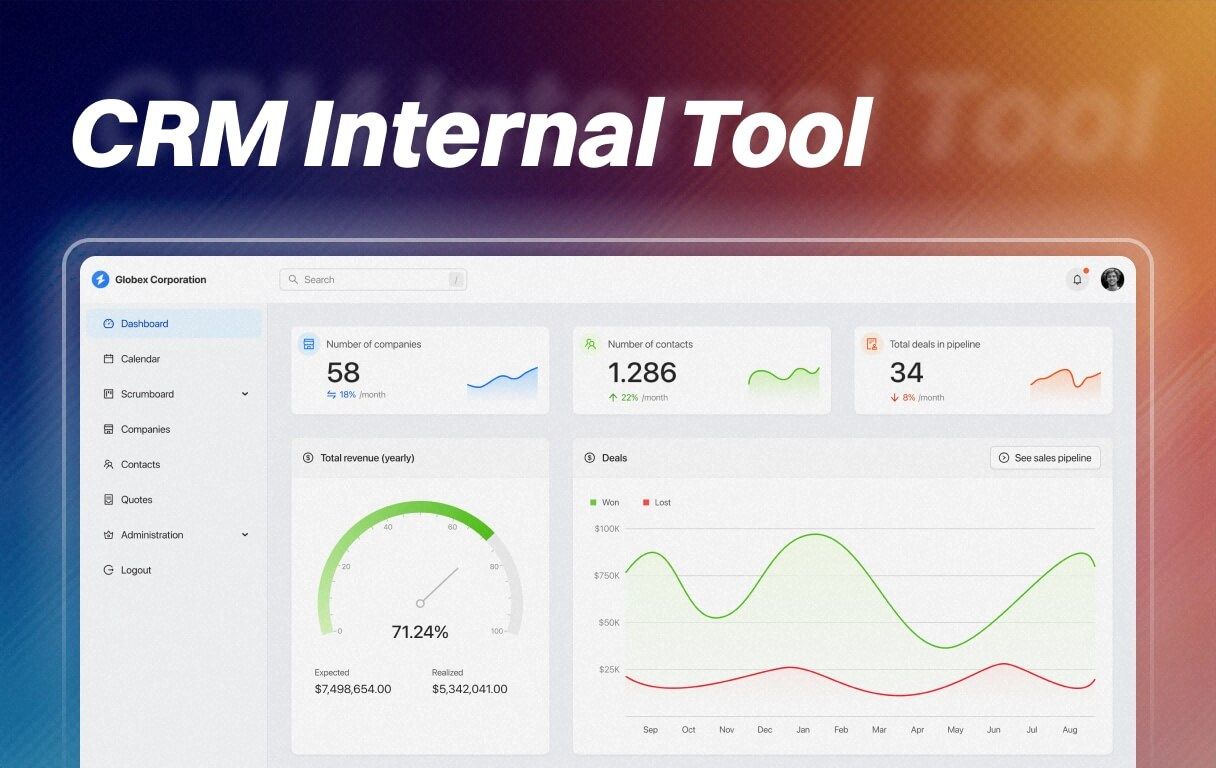 CRM Internal Tool
Globex Corporation
Search /
Dashboard
Calendar
Scrumboard
Companies
Contacts
Quotes
Administration
Logout
Number of companies
58
18% /month
Number of contacts
1.286
22% /month
Total deals in pipeline
34
8% /month
Total revenue (yearly)
40 60
20 80
0 100
71.24%
Expected Realized
$7,498,654.00 $5,342,041.00
Deals See sales pipeline
Won Lost
$100K
$750K
$50K
$25K
Sep Oct Nov Dec Jan Feb Mar Apr May Jun Jul Aug